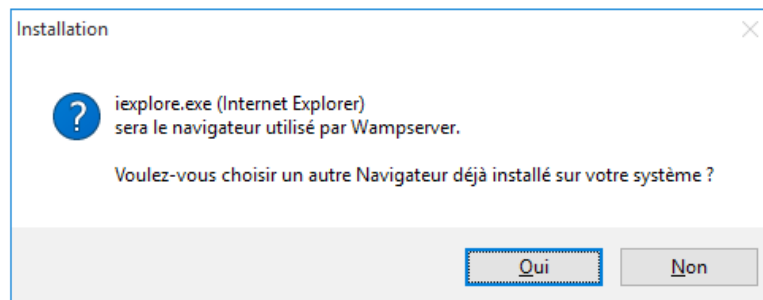 Installation
iexplore.exe (Internet Explorer)
sera le navigateur utilisé par Wampserver.
Voulez-vous choisir un autre Navigateur déjà installé sur votre système ?
Oui
Non